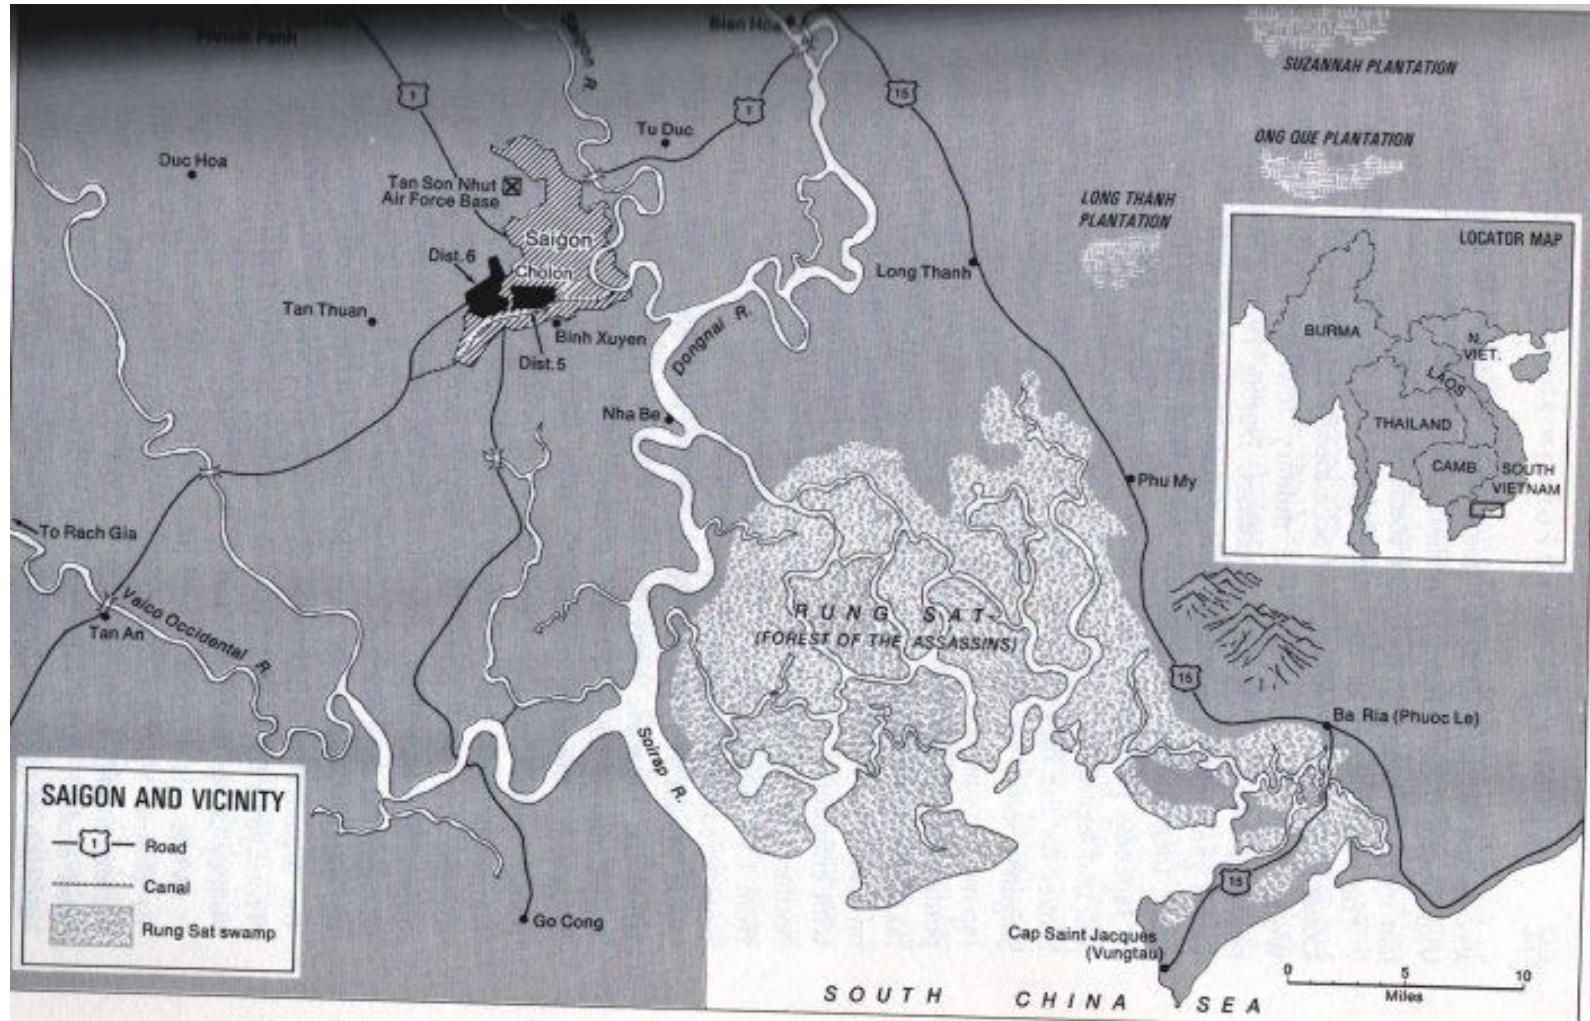 Phnom Penh
Saigon R.
Bien Hoa
1
15
SUZANNAH PLANTATION
Tu Duc
1
ONG QUE PLANTATION
Duc Hoa
Tan Son Nhut
Air Force Base
LONG THANH
PLANTATION
Saigon
Dist. 6
Cholon
Long Thanh
LOCATOR MAP
BURMA
N.
VIET.
LAOS
THAILAND
CAMB.
SOUTH
VIETNAM
Tan Thuan
Binh Xuyen
Dist. 5
Dongnai R.
Nha Be
Phu My
To Rach Gia
Vaico Occidental R.
Tan An
RUNG SAT
(FOREST OF THE ASSASSINS)
15
Ba Ria (Phuoc Le)
Soirap R.
SAIGON AND VICINITY
1 Road
Canal
Rung Sat swamp
Go Cong
15
Cap Saint Jacques
(Vungtau)
0 5 10
Miles
SOUTH CHINA SEA